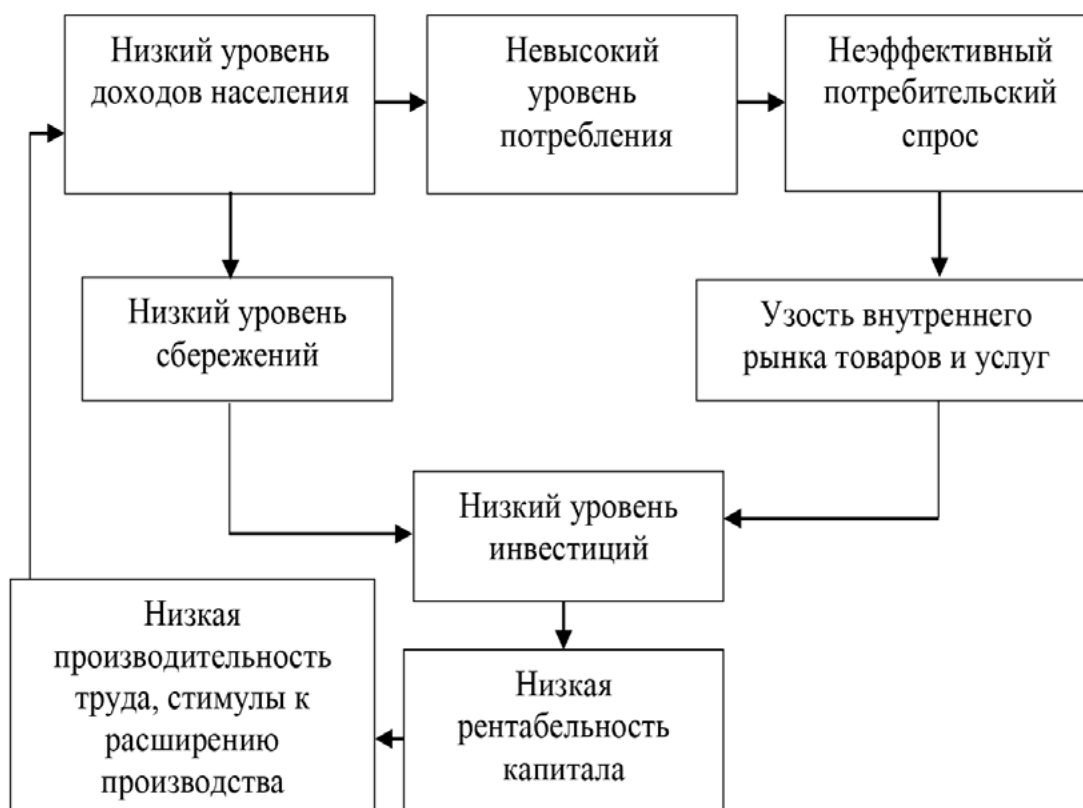 Низкий уровень
доходов населения
Невысокий
уровень
потребления
Неэффективный
потребительский
спрос
Низкий уровень
сбережений
Узость внутреннего
рынка товаров и услуг
Низкий уровень
инвестиций
Низкая
производительность
труда, стимулы к
расширению
производства
Низкая
рентабельность
капитала